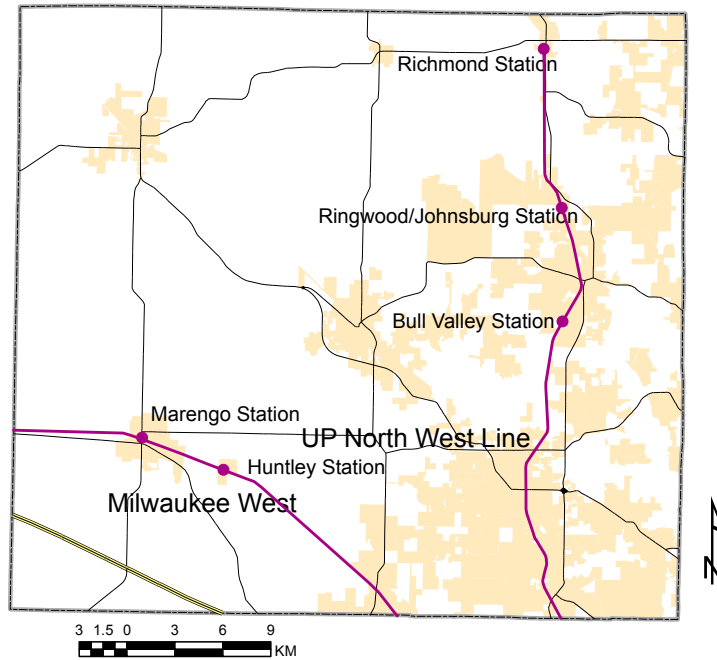 Richmond Station
Ringwood/Johnsburg Station
Bull Valley Station
Marengo Station
UP North West Line
Huntley Station
Milwaukee West
N
3 1.5 0 3 6 9
KM